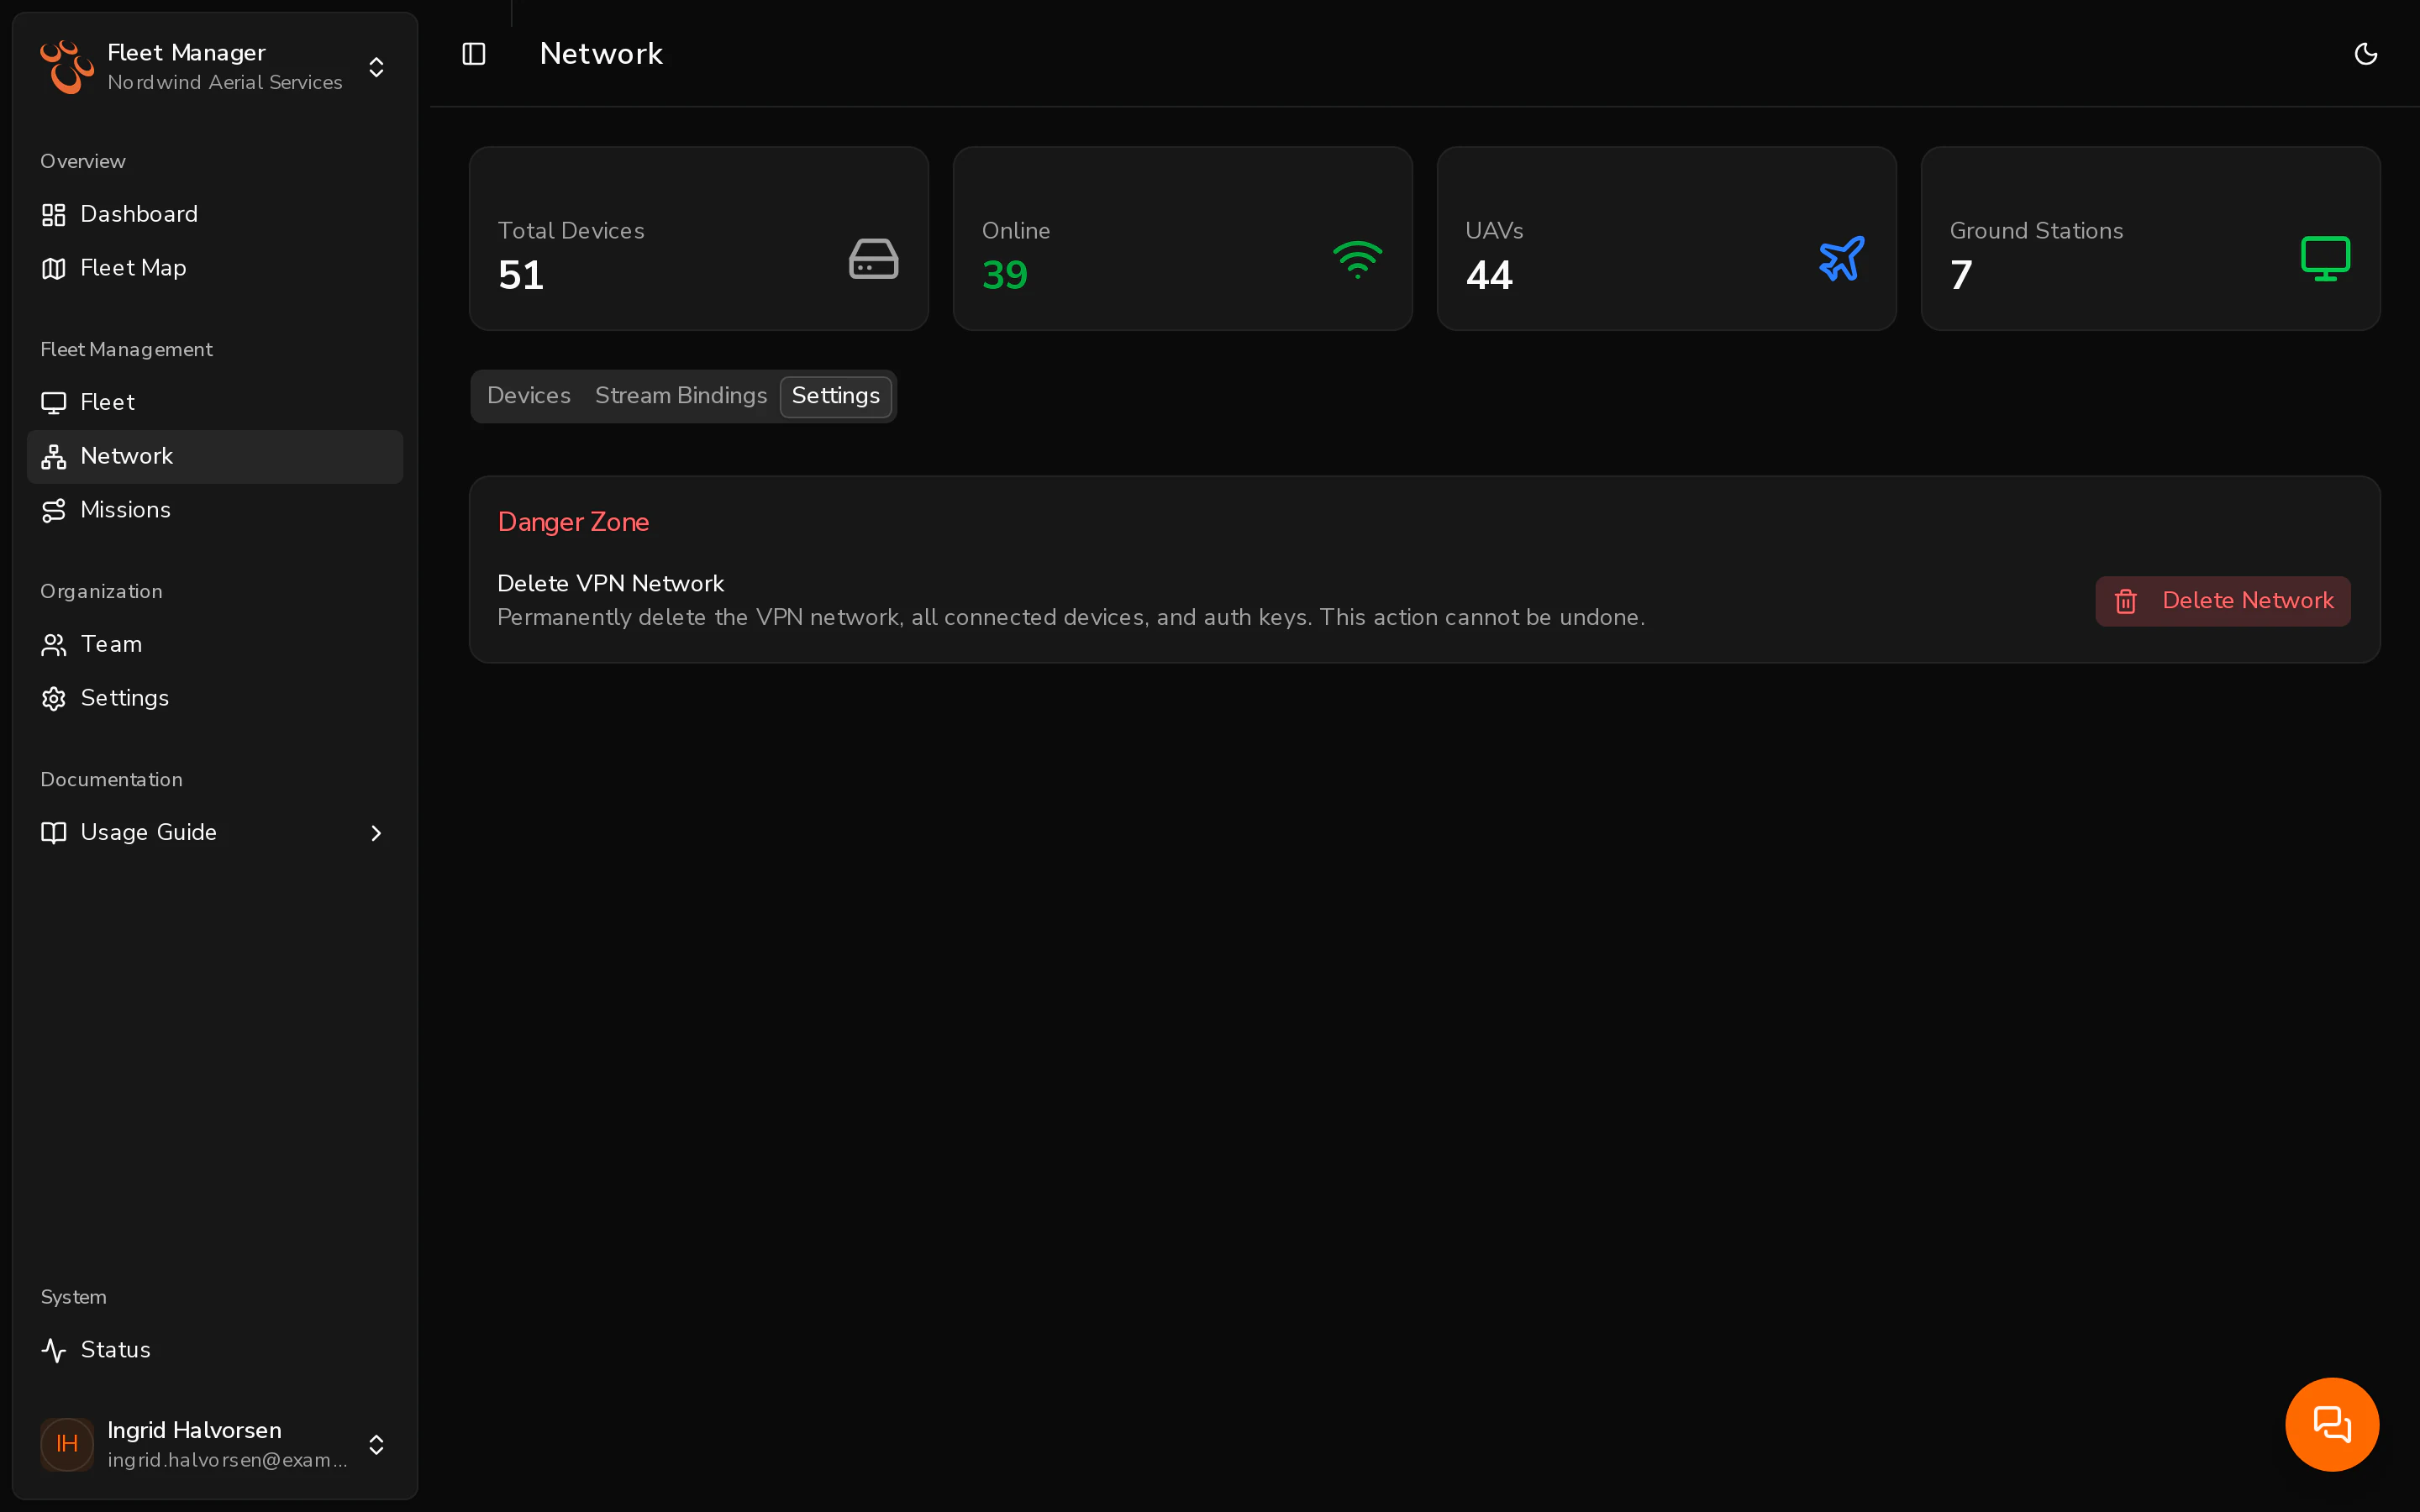 Fleet Manager
Nordwind Aerial Services
Overview
Dashboard
Fleet Map
Fleet Management
Fleet
Network
Missions
Organization
Team
Settings
Documentation
Usage Guide
System
Status
IH
Ingrid Halvorsen
ingrid.halvorsen@exam...
Network
Total Devices
51
Online
39
UAVs
44
Ground Stations
7
Devices Stream Bindings Settings
Danger Zone
Delete VPN Network
Permanently delete the VPN network, all connected devices, and auth keys. This action cannot be undone.
Delete Network